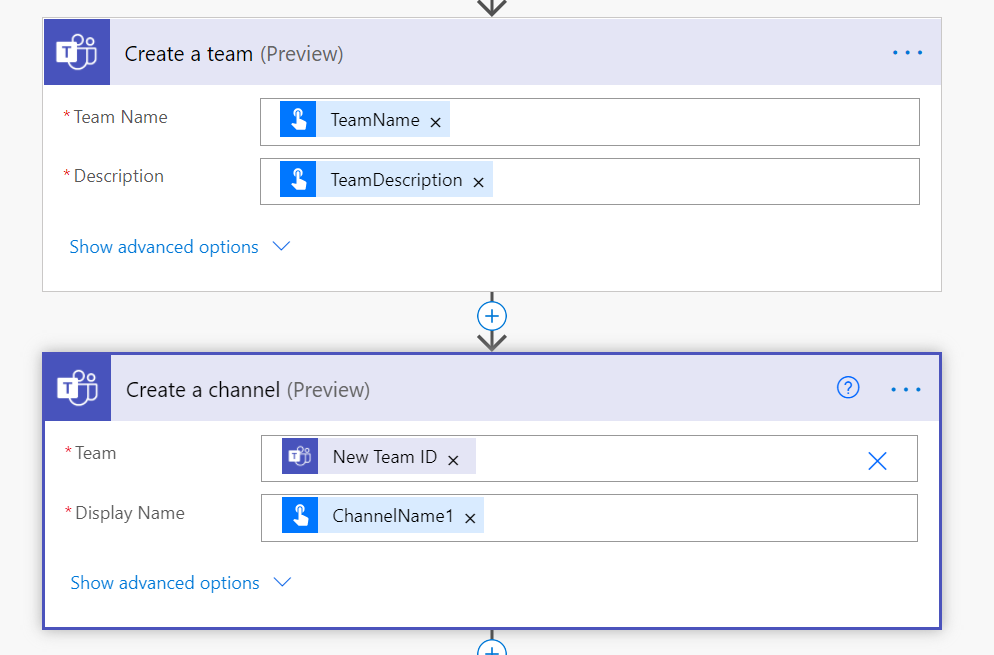 Create a team (Preview)
* Team Name
TeamName ×
* Description
TeamDescription ×
Show advanced options
Create a channel (Preview)
* Team
New Team ID ×
* Display Name
ChannelName1 ×
Show advanced options